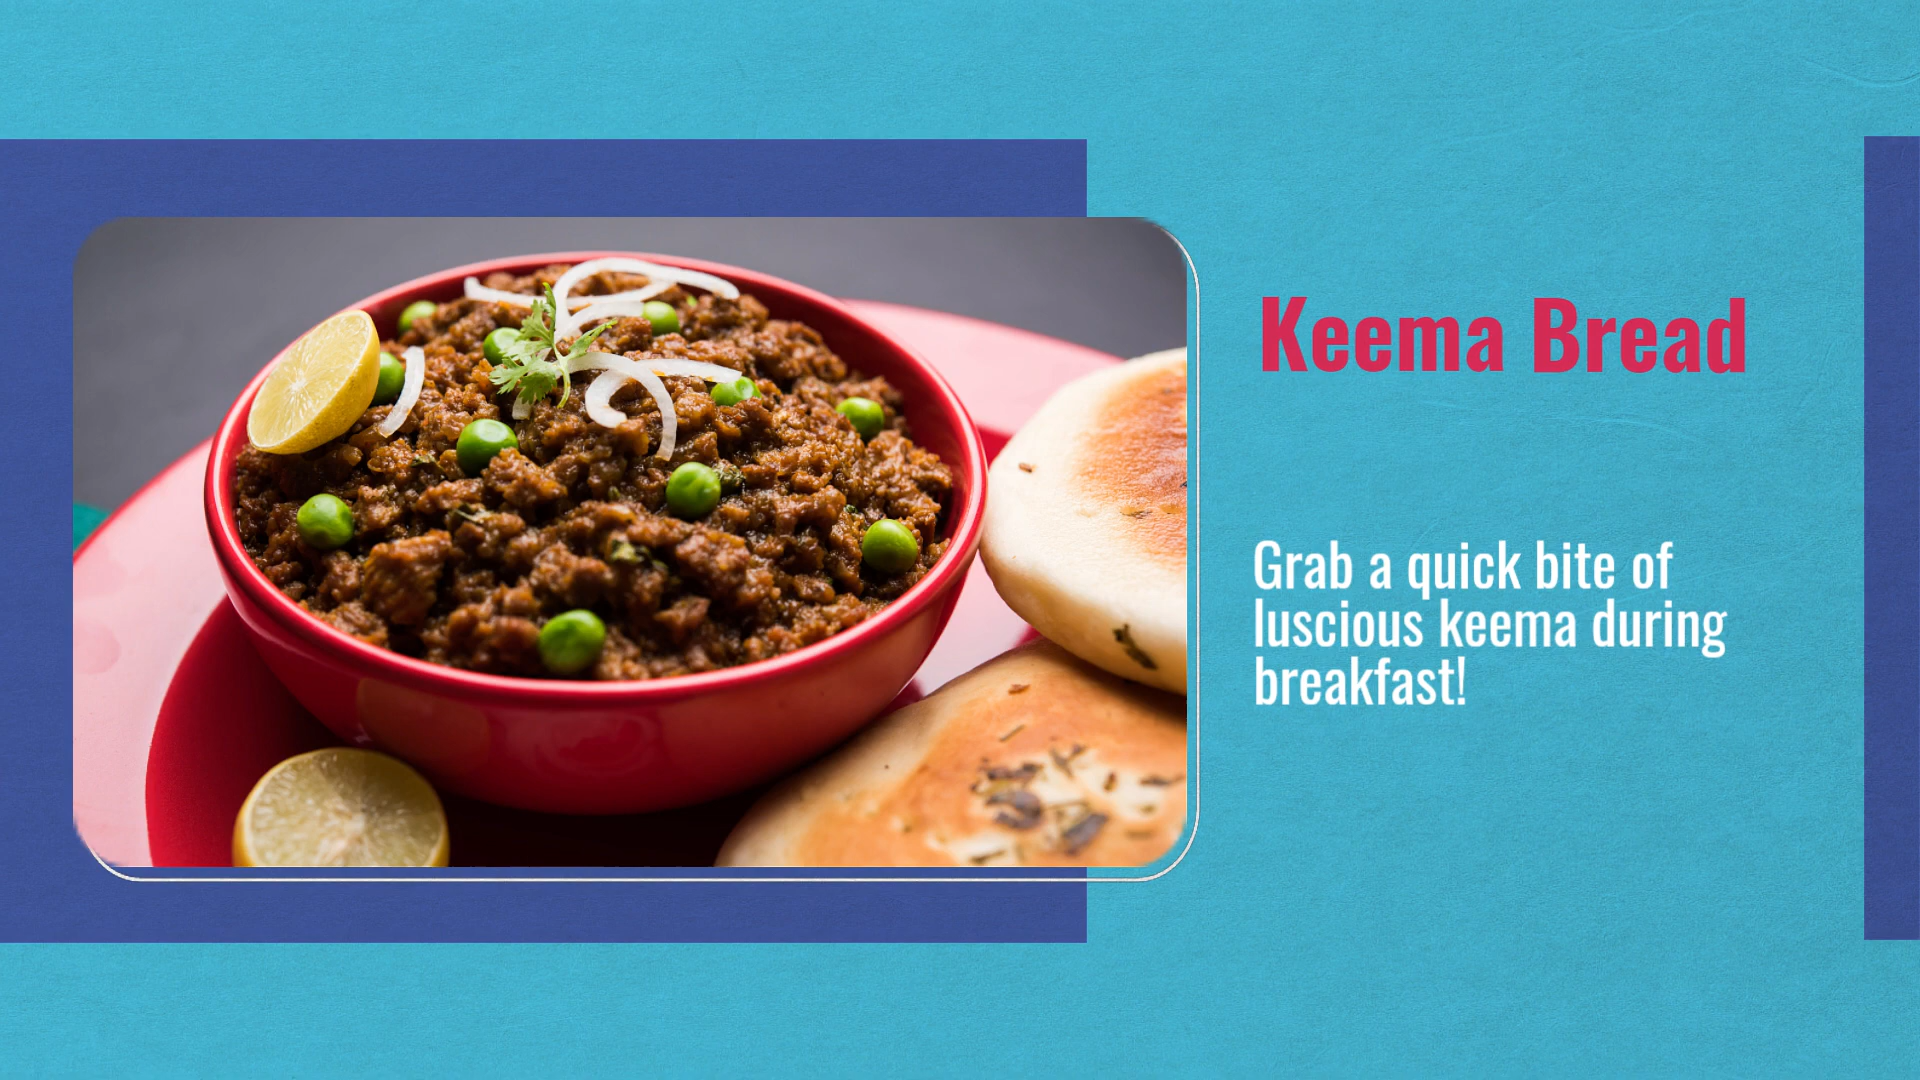 Keema Bread
Grab a quick bite of
luscious keema during
breakfast!